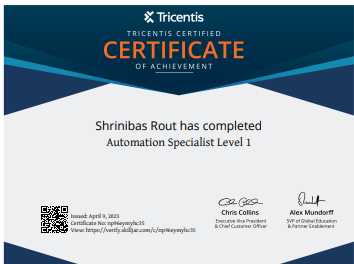 Tricentis
TRICENTIS CERTIFIED
CERTIFICATE
OF ACHIEVEMENT
Shrinibas Rout has completed
Automation Specialist Level 1
Issued: April 9, 2023
Certificate No: np96eymyhc35
View: https://verify.skilljar.com/c/np96eymyhc35
Chris Collins
Executive Vice President
& Chief Customer Officer
Alex Mundorff
SVP of Global Education
& Partner Enablement